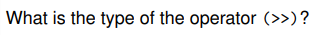 What is the type of the operator (>>)?